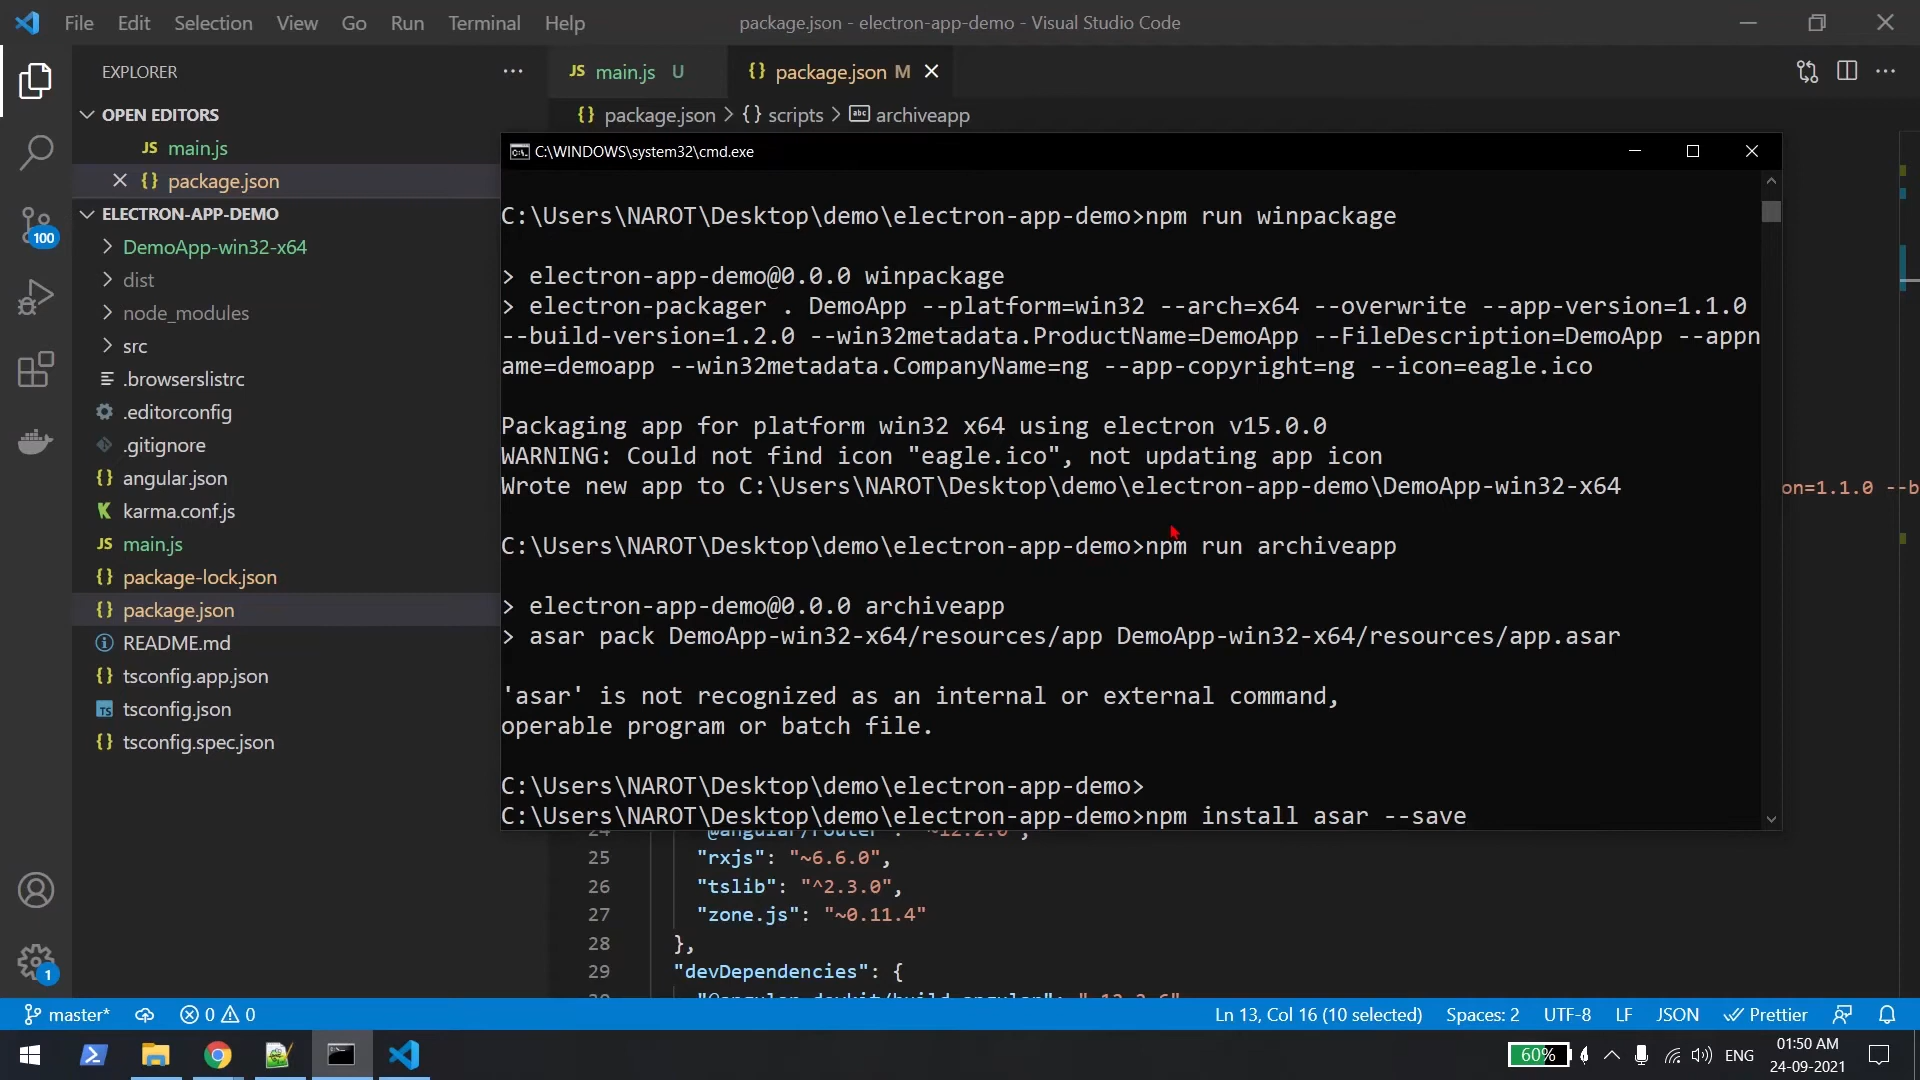 File Edit Selection View Go Run Terminal Help
package.json - electron-app-demo - Visual Studio Code
EXPLORER
OPEN EDITORS
JS main.js
{} package.json
ELECTRON-APP-DEMO
DemoApp-win32-x64
dist
node_modules
src
.browserslistrc
.editorconfig
.gitignore
{} angular.json
karma.conf.js
JS main.js
{} package-lock.json
{} package.json
README.md
{} tsconfig.app.json
TS tsconfig.json
{} tsconfig.spec.json
100
1
JS main.js U
{} package.json M
{} package.json > {} scripts > abc archiveapp
C:\WINDOWS\system32\cmd.exe
C:\Users\NAROT\Desktop\demo\electron-app-demo>npm run winpackage
> electron-app-demo@0.0.0 winpackage
> electron-packager . DemoApp --platform=win32 --arch=x64 --overwrite --app-version=1.1.0
--build-version=1.2.0 --win32metadata.ProductName=DemoApp --FileDescription=DemoApp --appn
ame=demoapp --win32metadata.CompanyName=ng --app-copyright=ng --icon=eagle.ico
Packaging app for platform win32 x64 using electron v15.0.0
WARNING: Could not find icon "eagle.ico", not updating app icon
Wrote new app to C:\Users\NAROT\Desktop\demo\electron-app-demo\DemoApp-win32-x64
on=1.1.0 --b
C:\Users\NAROT\Desktop\demo\electron-app-demo>npm run archiveapp
> electron-app-demo@0.0.0 archiveapp
> asar pack DemoApp-win32-x64/resources/app DemoApp-win32-x64/resources/app.asar
'asar' is not recognized as an internal or external command,
operable program or batch file.
C:\Users\NAROT\Desktop\demo\electron-app-demo>
C:\Users\NAROT\Desktop\demo\electron-app-demo>npm install asar --save
25 "rxjs": "~6.6.0",
26 "tslib": "^2.3.0",
27 "zone.js": "~0.11.4"
28 },
29 "devDependencies": {
master* 0 0
Ln 13, Col 16 (10 selected) Spaces: 2 UTF-8 LF JSON Prettier
60% ENG 01:50 AM
24-09-2021